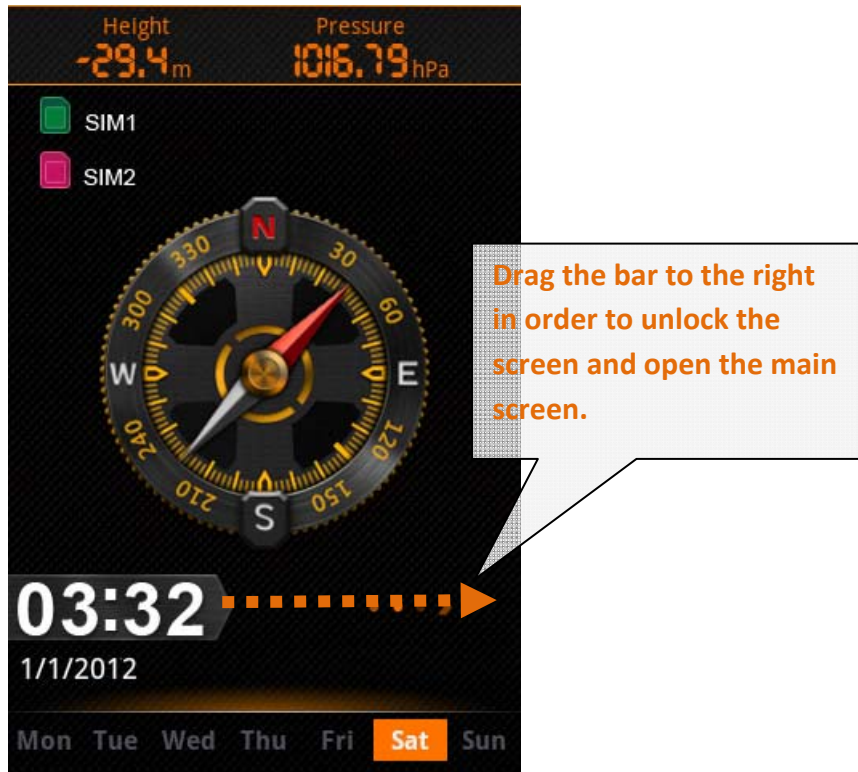 Height Pressure
-29.4m 1016.79hPa
SIM1
SIM2
N
330 30
300 60
W E
240 120
210 150
S
Drag the bar to the right
in order to unlock the
screen and open the main
screen.
03:32
1/1/2012
Mon Tue Wed Thu Fri Sat Sun